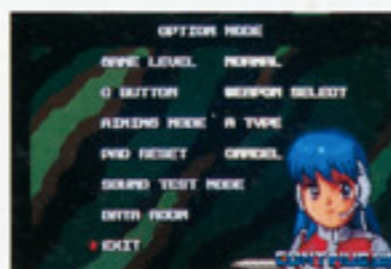 OPTION MODE
GAME LEVEL NORMAL
C BUTTON WEAPON SELECT
AIMING MODE A TYPE
PAD RESET CANCEL
SOUND TEST MODE
DATA ROOM
EXIT
CONTINUE